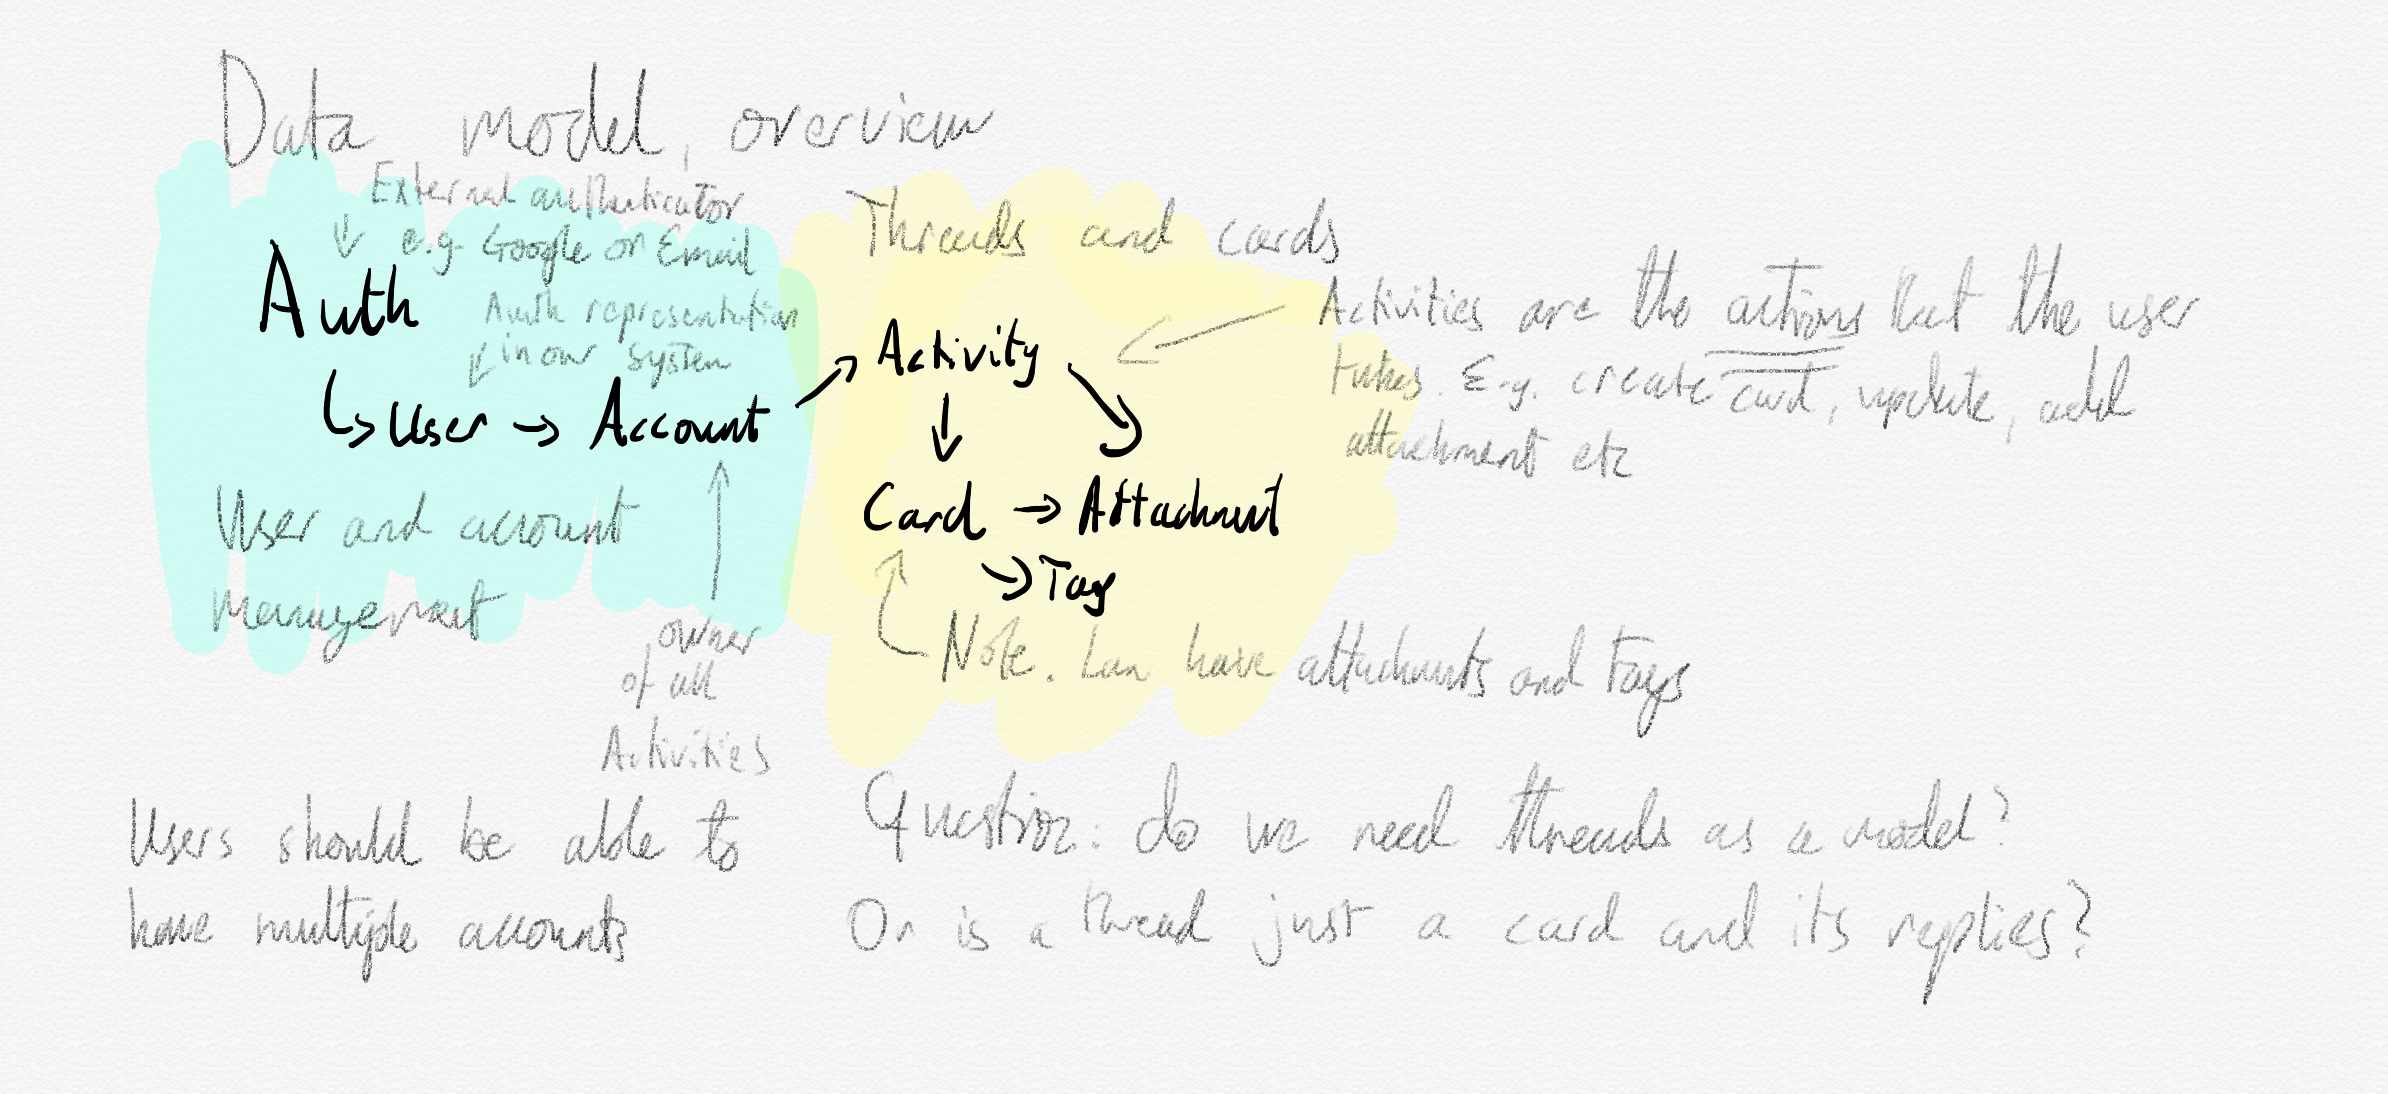 Data model, overview
External authenticator
e.g Google or Email
Auth
Auth representation
in our system
User → Account
User and account
management
owner
of all
Activities
Users should be able to
have multiple accounts
Threads and cards
Activity
Card → Attachment
Tag
Activities are the actions that the user
takes. E.g. create card, update, add
attachment etc
Note. Can have attachments and tags
Question: do we need threads as a model?
Or is a thread just a card and its replies?